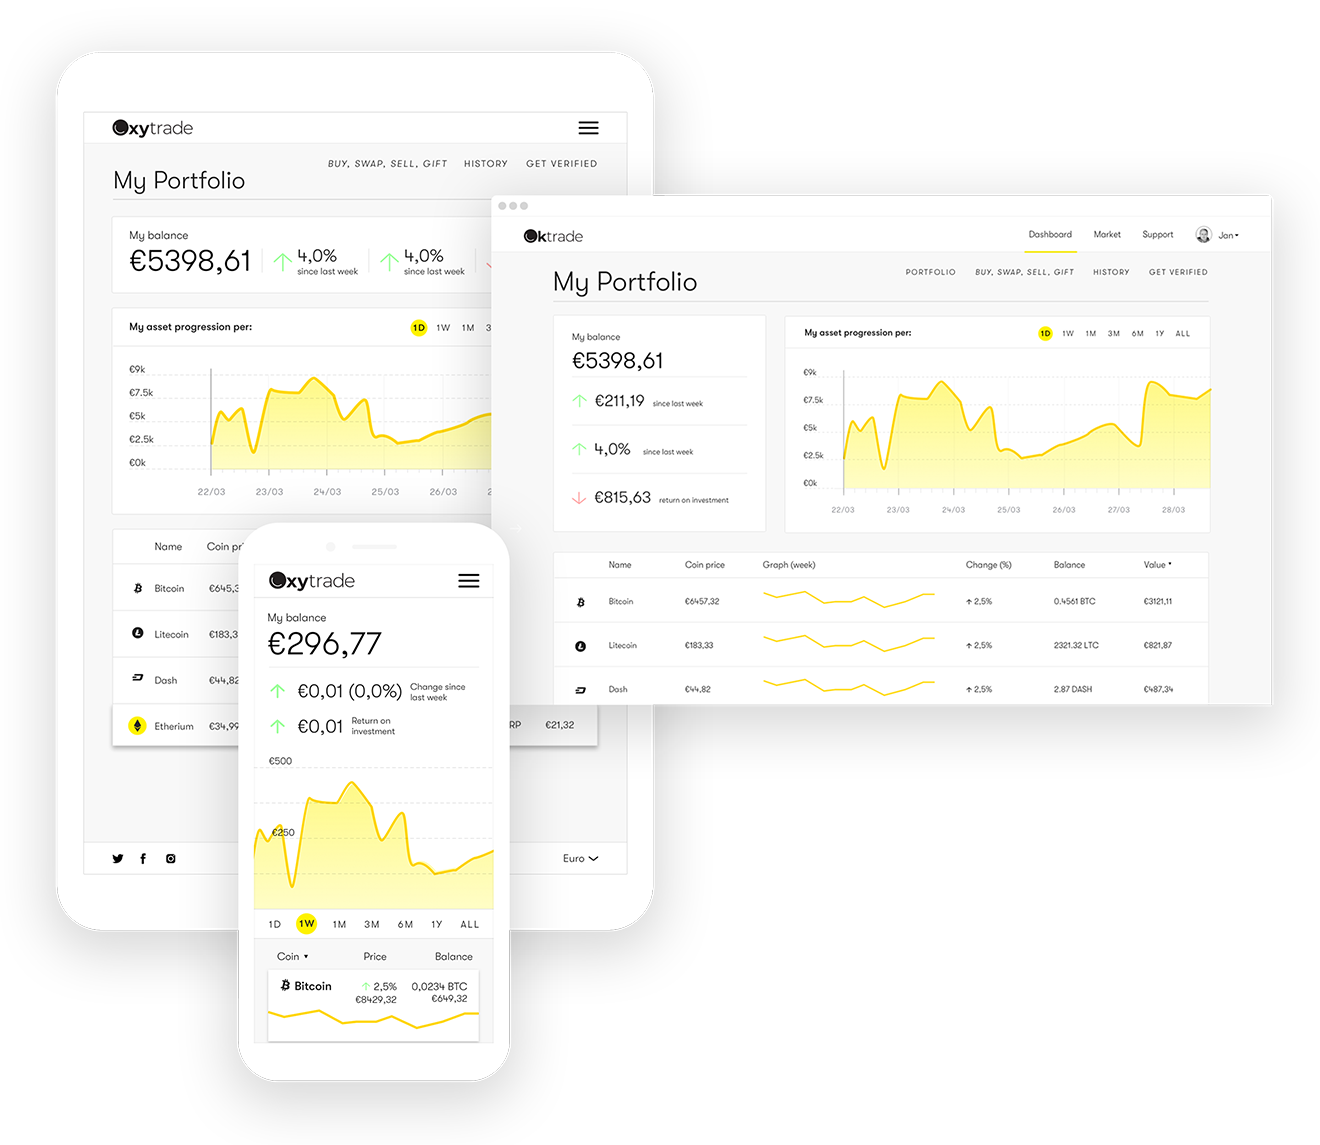 Oxytrade
BUY, SWAP, SELL, GIFT HISTORY GET VERIFIED
My Portfolio
My balance
€5398,61
4,0%
since last week
4,0%
since last week
My asset progression per:
1D 1W 1M
€9k
€7.5k
€5k
€2.5k
€0k
22/03 23/03 24/03 25/03 26/03
Name Coin pri
Bitcoin €645,3
Litecoin €183,3
Dash €44,82
Etherium €34,99
RP €21,32
Euro
Oktrade
Dashboard Market Support Jan
PORTFOLIO BUY, SWAP, SELL, GIFT HISTORY GET VERIFIED
My Portfolio
My balance
€5398,61
€211,19 since last week
4,0% since last week
€815,63 return on investment
My asset progression per:
1D 1W 1M 3M 6M 1Y ALL
€9k
€7.5k
€5k
€2.5k
€0k
22/03 23/03 24/03 25/03 26/03 27/03 28/03
Name Coin price Graph (week) Change (%) Balance Value
Bitcoin €6457,32 2,5% 0.4561 BTC €3121,11
Litecoin €183,33 2,5% 2321.32 LTC €821,87
Dash €44,82 2,5% 2.87 DASH €487,34
Oxytrade
My balance
€296,77
€0,01 (0,0%) Change since
last week
€0,01 Return on
investment
€500
€250
1D 1W 1M 3M 6M 1Y ALL
Coin Price Balance
Bitcoin 2,5% 0,0234 BTC
€8429,32 €649,32